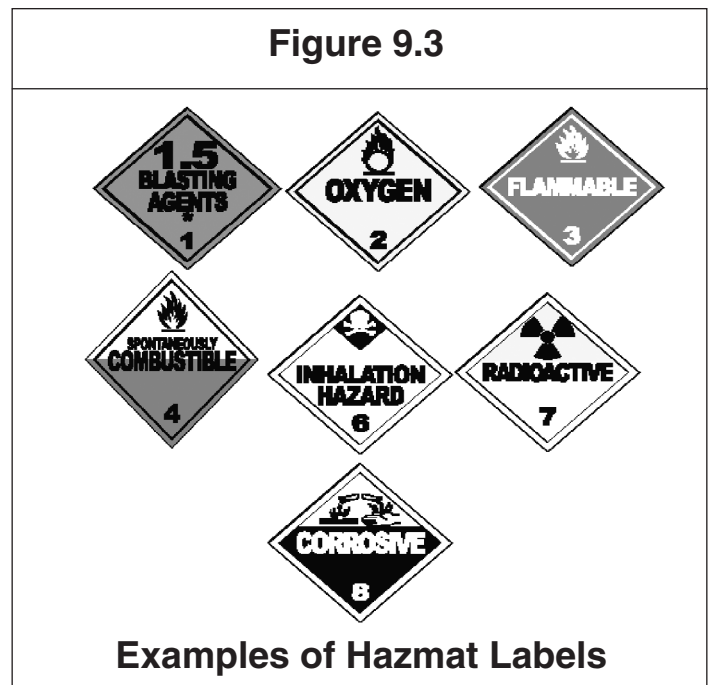 Figure 9.3
1.5
BLASTING
AGENTS
*
1
OXYGEN
2
FLAMMABLE
3
SPONTANEOUSLY
COMBUSTIBLE
4
INHALATION
HAZARD
6
RADIOACTIVE
7
CORROSIVE
8
Examples of Hazmat Labels